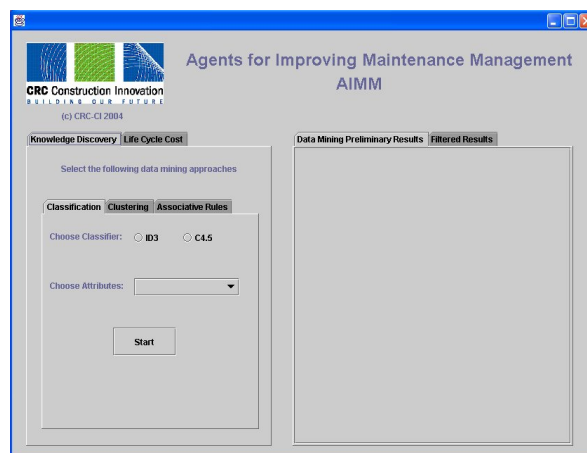 Agents for Improving Maintenance Management
AIMM
CRC Construction Innovation
BUILDING OUR FUTURE
(c) CRC-CI 2004
Knowledge Discovery Life Cycle Cost
Data Mining Preliminary Results Filtered Results
Select the following data mining approaches
Classification Clustering Associative Rules
Choose Classifier: ID3 C4.5
Choose Attributes:
Start